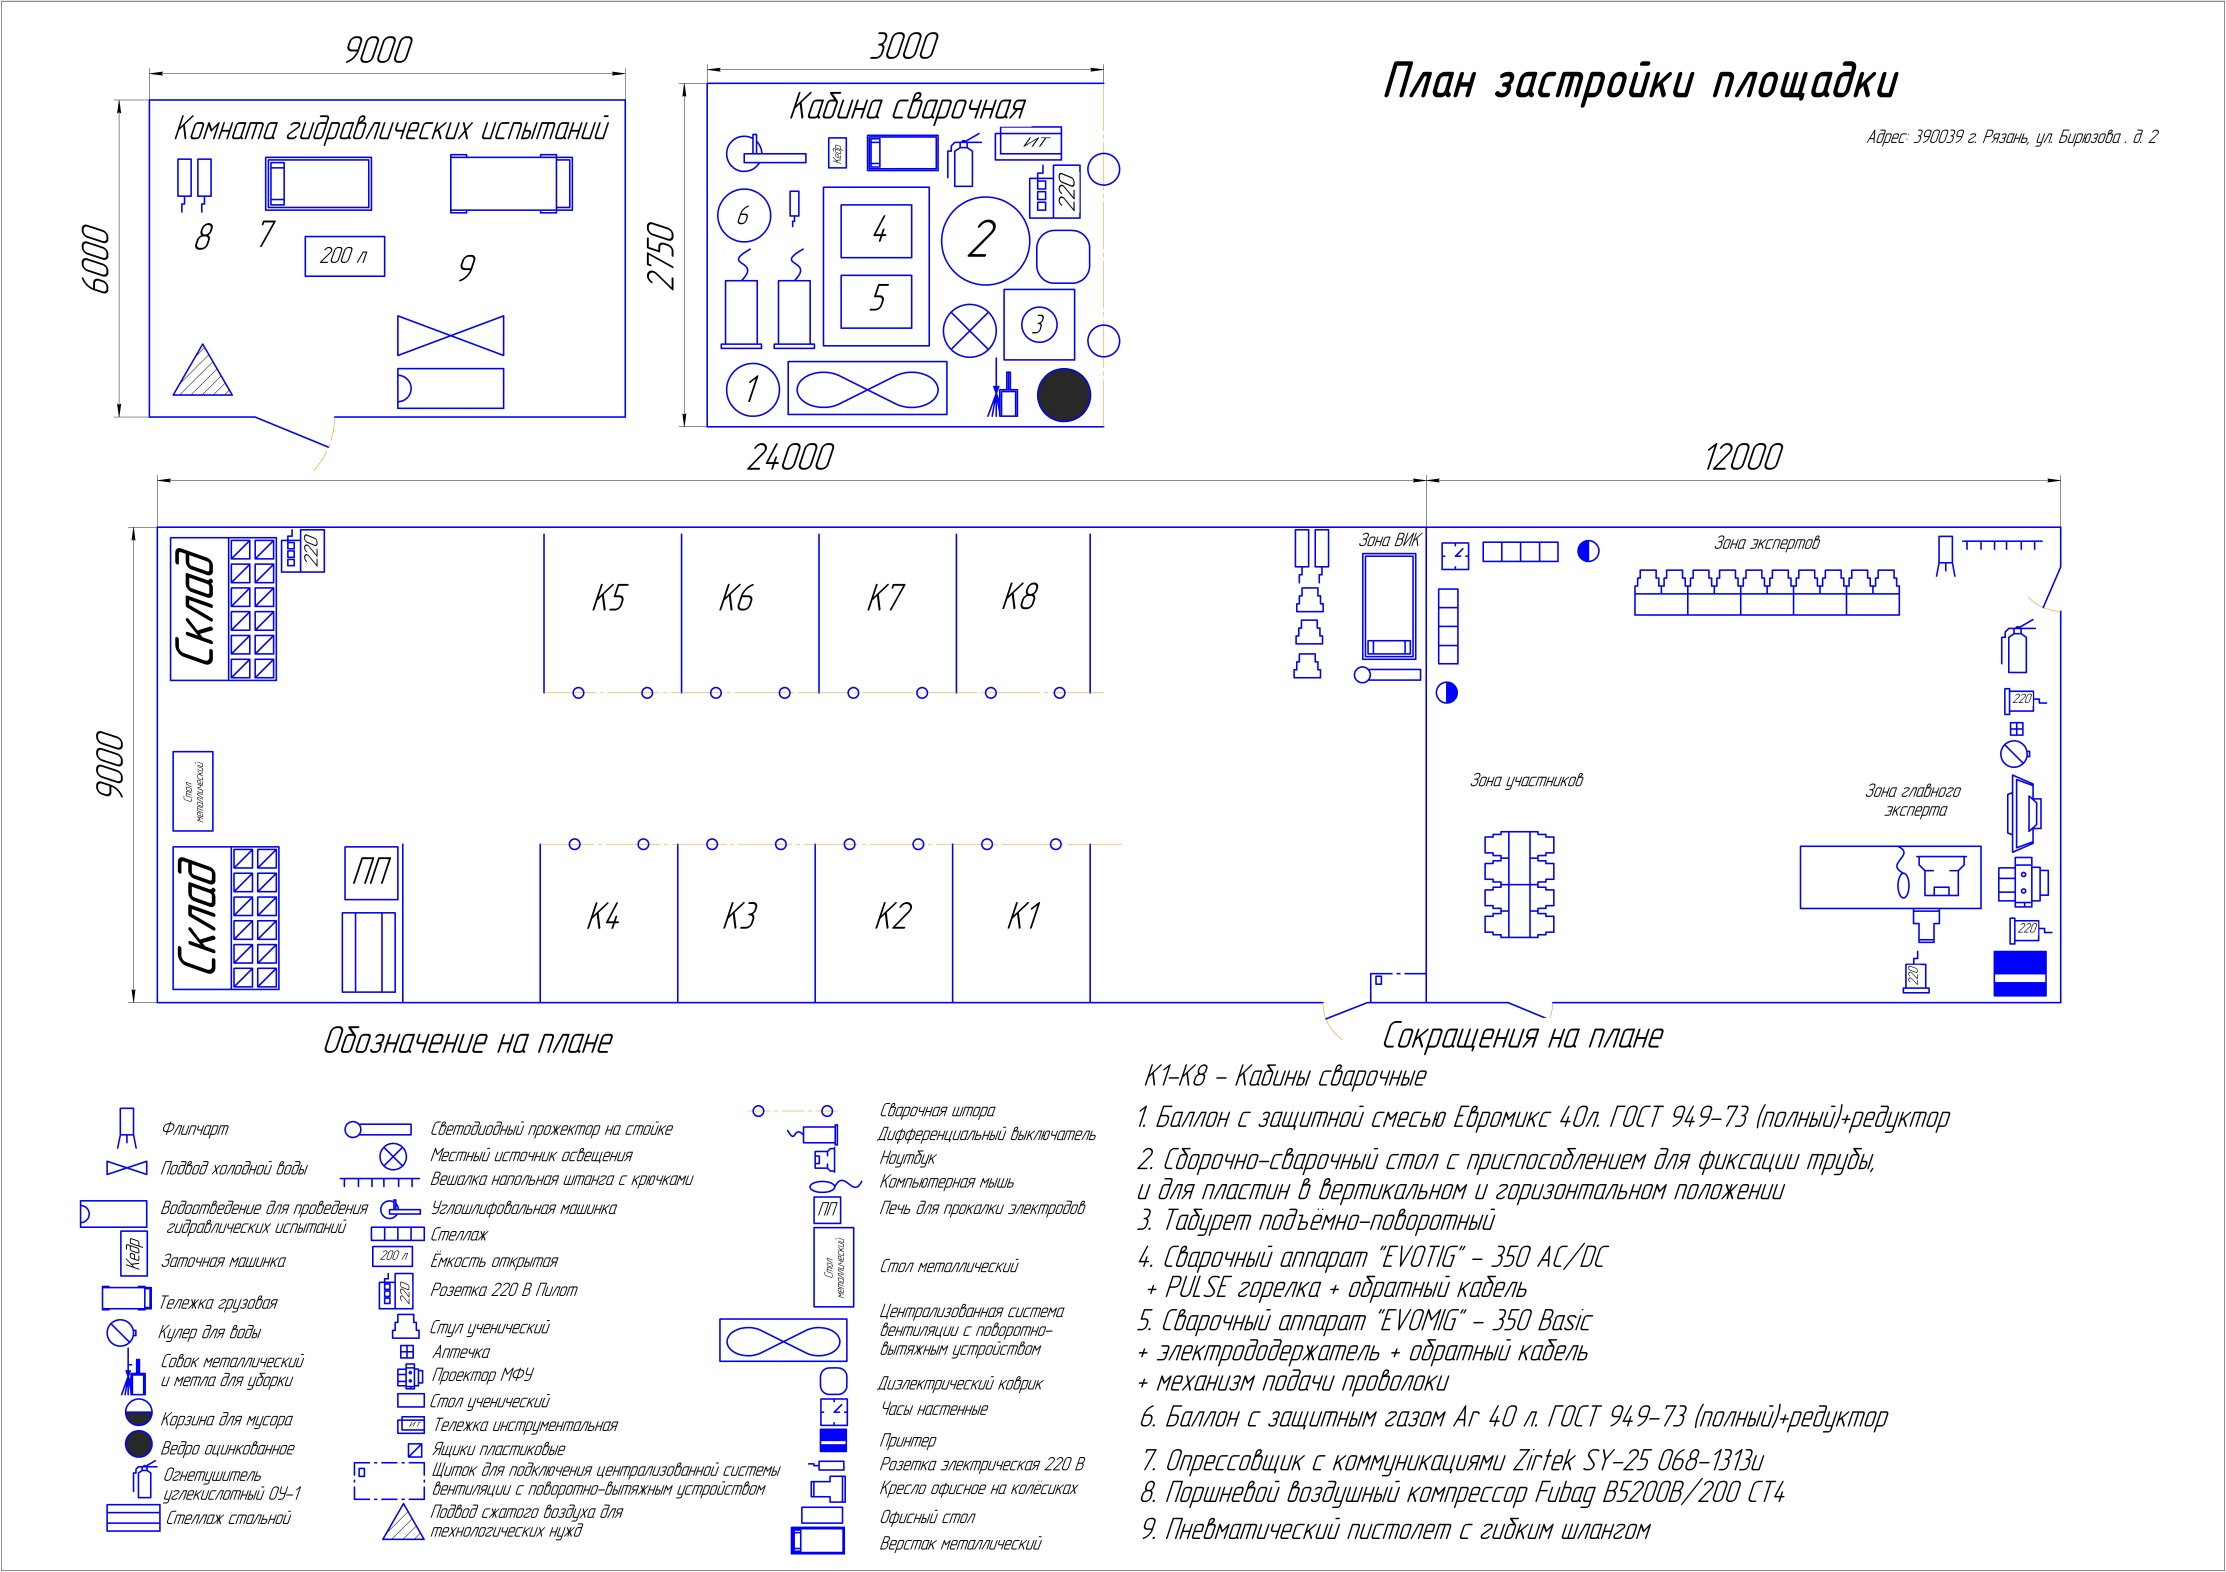 План застройки площадки
Адрес: 390039 г. Рязань, ул. Бирюзова . д. 2
9000
6000
Комната гидравлических испытаний
8
7
200 л
9
3000
2750
Кабина сварочная
Кедр
ИТ
220
6
4
2
5
3
1
24000
12000
9000
Склад
220
К5
К6
К7
К8
Зона ВИК
Зона экспертов
220
Стол
металлический
Зона участников
Зона главного
эксперта
Склад
ПП
К4
К3
К2
К1
220
220
Обозначение на плане
Флипчарт
Подвод холодной воды
Водоотведение для проведения
гидравлических испытаний
Кедр
Заточная машинка
Тележка грузовая
Кулер для воды
Совок металлический
и метла для уборки
Корзина для мусора
Ведро оцинкованное
Огнетушитель
углекислотный ОУ-1
Стеллаж стальной
Светодиодный прожектор на стойке
Местный источник освещения
Вешалка напольная штанга с крючками
Углошлифовальная машинка
Стеллаж
200 л
Ёмкость открытая
220
Розетка 220 В Пилот
Стул ученический
Аптечка
Проектор МФУ
Стол ученический
ИТ
Тележка инструментальная
Ящики пластиковые
Щиток для подключения централизованной системы
вентиляции с поворотно-вытяжным устройством
Подвод сжатого воздуха для
технологических нужд
Сварочная штора
Дифференциальный выключатель
Ноутбук
Компьютерная мышь
ПП
Печь для прокалки электродов
Стол
металлический
Стол металлический
Централизованная система
вентиляции с поворотно-
вытяжным устройством
Диэлектрический коврик
Часы настенные
Принтер
Розетка электрическая 220 В
Кресло офисное на колёсиках
Офисный стол
Верстак металлический
Сокращения на плане
К1-К8 - Кабины сварочные
1. Баллон с защитной смесью Евромикс 40л. ГОСТ 949-73 (полный)+редуктор
2. Сборочно-сварочный стол с приспособлением для фиксации трубы,
и для пластин в вертикальном и горизонтальном положении
3. Табурет подъёмно-поворотный
4. Сварочный аппарат "EVOTIG" - 350 AC/DC
+ PULSE горелка + обратный кабель
5. Сварочный аппарат "EVOMIG" - 350 Basic
+ электрододержатель + обратный кабель
+ механизм подачи проволоки
6. Баллон с защитным газом Ar 40 л. ГОСТ 949-73 (полный)+редуктор
7. Опрессовщик с коммуникациями Zirtek SY-25 068-1313и
8. Поршневой воздушный компрессор Fubag B5200B/200 СТ4
9. Пневматический пистолет с гибким шлангом